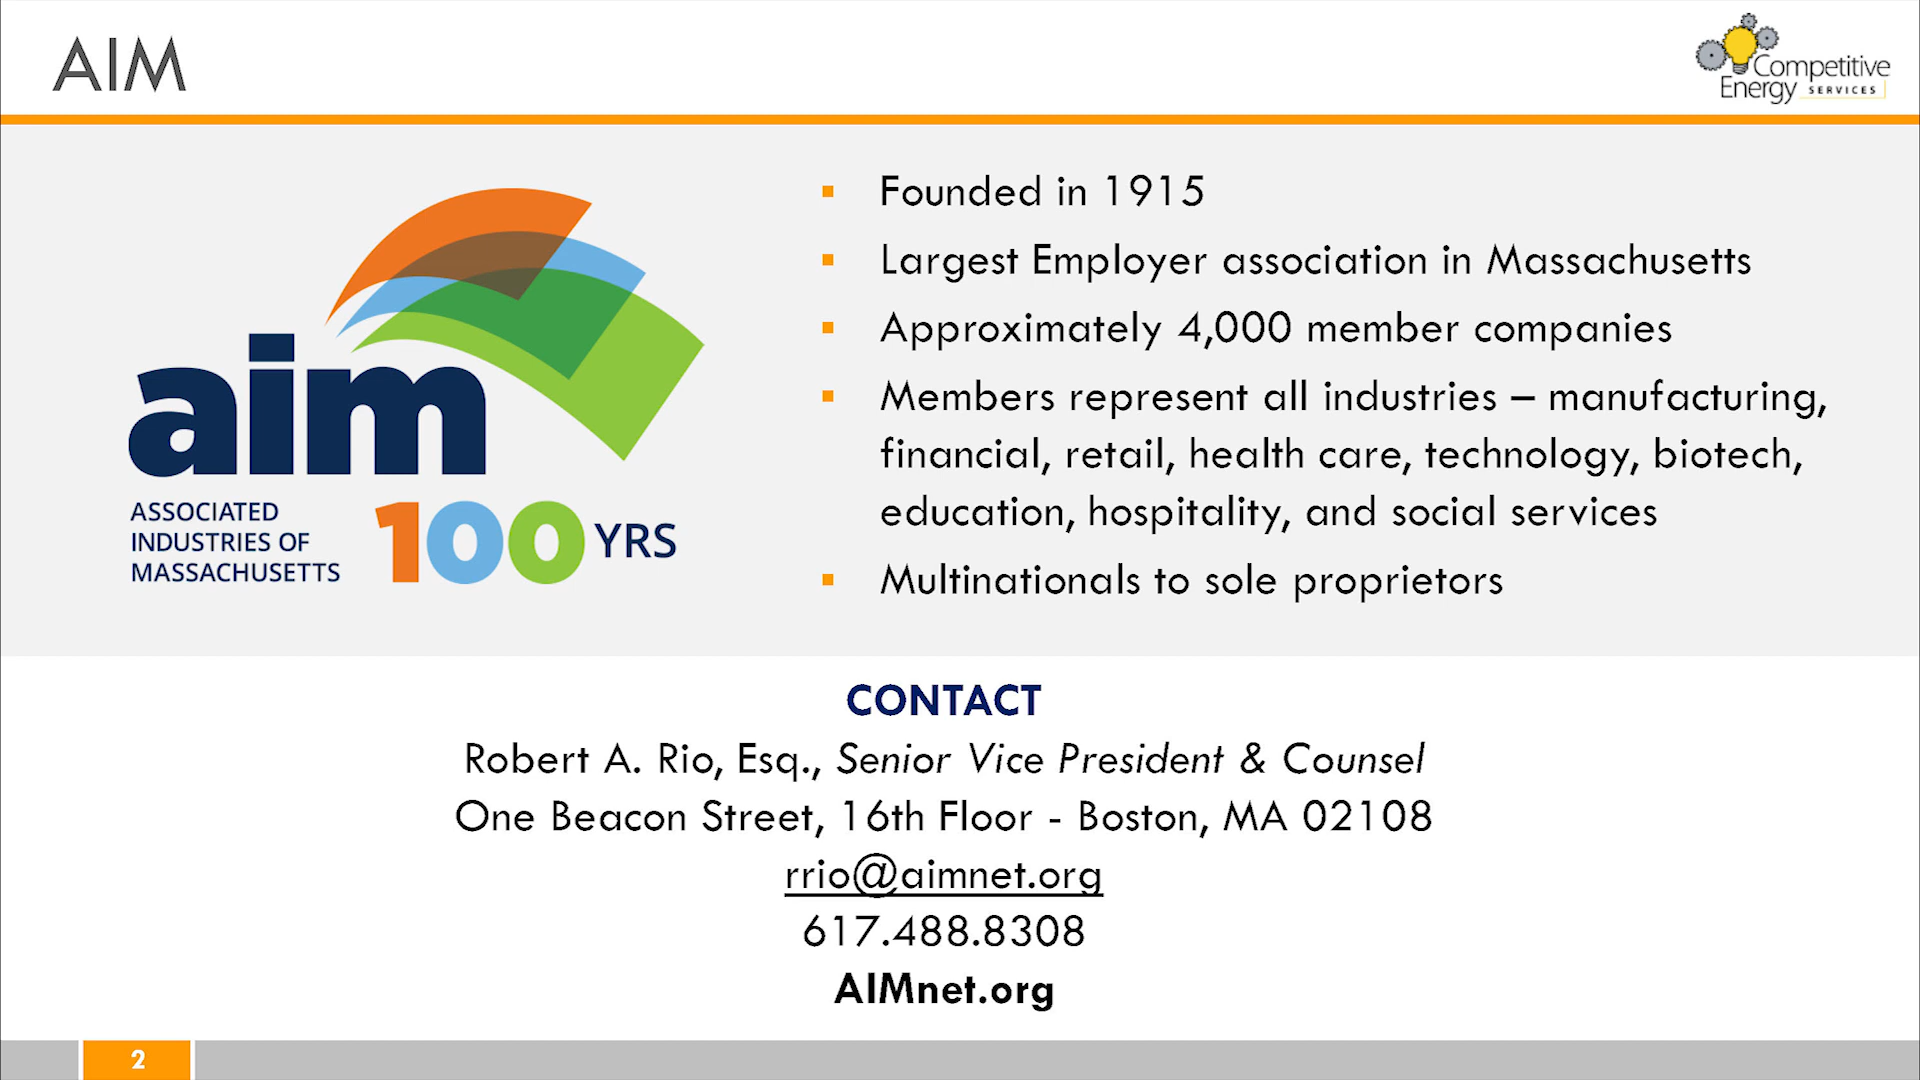 AIM
Competitive
Energy SERVICES
aim
ASSOCIATED
INDUSTRIES OF
MASSACHUSETTS
100 YRS
▪ Founded in 1915
▪ Largest Employer association in Massachusetts
▪ Approximately 4,000 member companies
▪ Members represent all industries – manufacturing,
financial, retail, health care, technology, biotech,
education, hospitality, and social services
▪ Multinationals to sole proprietors
CONTACT
Robert A. Rio, Esq., Senior Vice President & Counsel
One Beacon Street, 16th Floor - Boston, MA 02108
rrio@aimnet.org
617.488.8308
AIMnet.org
2